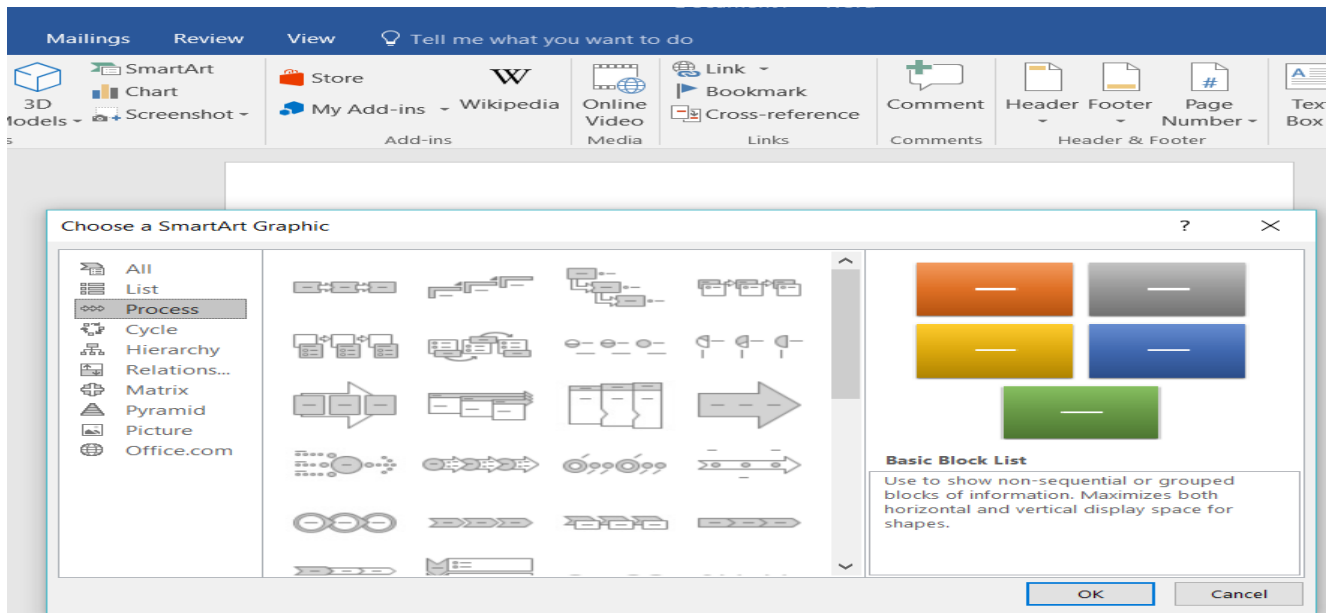 Mailings Review View Tell me what you want to do
SmartArt
Chart
Screenshot
3D
Models
Store
My Add-ins
Wikipedia
Add-ins
Online
Video
Media
Link
Bookmark
Cross-reference
Links
Comment
Comments
Header Footer Page
Number
Header & Footer
Box
Choose a SmartArt Graphic ?
All
List
Process
Cycle
Hierarchy
Relations...
Matrix
Pyramid
Picture
Office.com
Basic Block List
Use to show non-sequential or grouped
blocks of information. Maximizes both
horizontal and vertical display space for
shapes.
OK Cancel